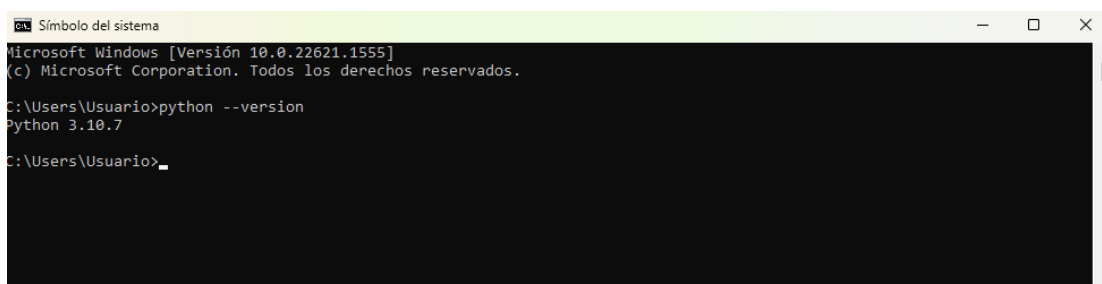 Símbolo del sistema
Microsoft Windows [Versión 10.0.22621.1555]
(c) Microsoft Corporation. Todos los derechos reservados.
C:\Users\Usuario>python --version
Python 3.10.7
C:\Users\Usuario>